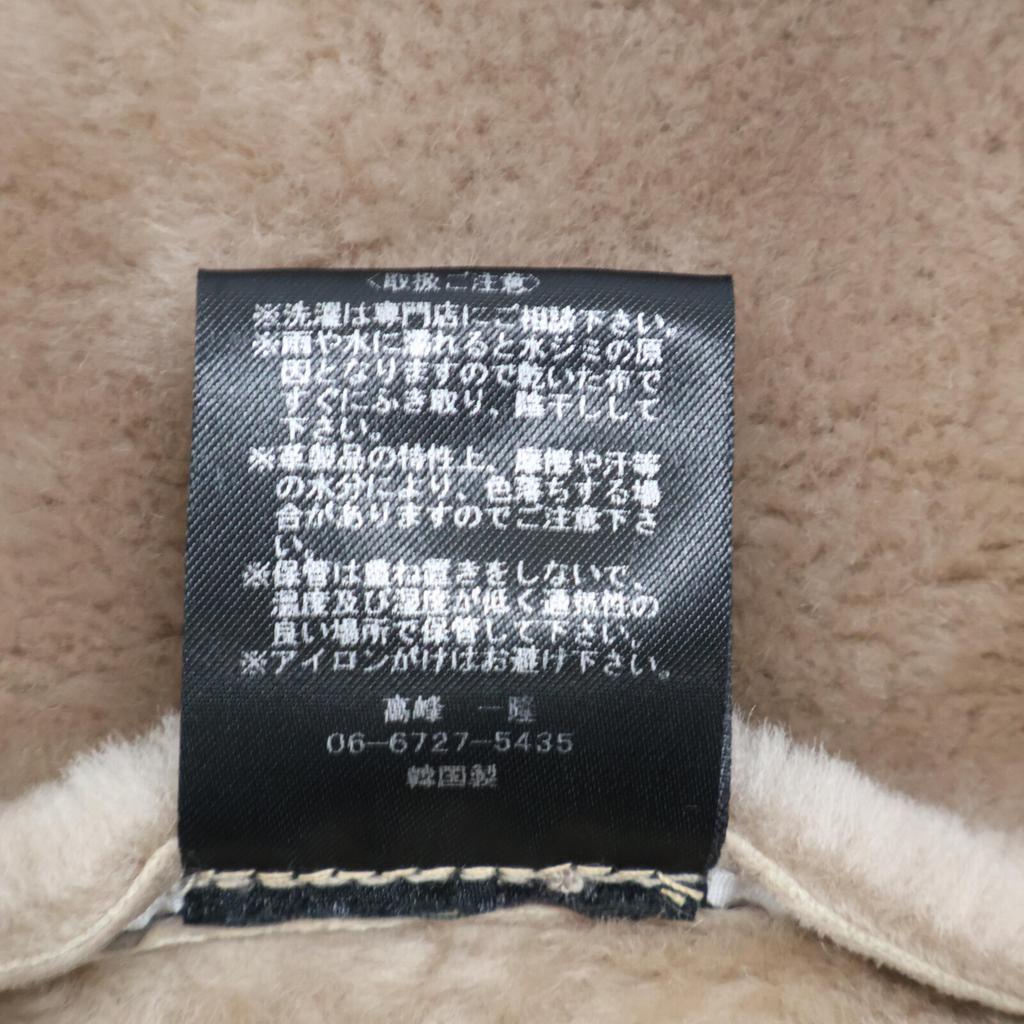 〈取扱ご注意〉
※洗濯は専門店にご相談下さい。
※雨や水に濡れると水ジミの原
因となりますので乾いた布で
すぐにふき取り、陰干しして
下さい。
※革製品の特性上、摩擦や汗等
の水分により、色落ちする場
合がありますのでご注意下さ
い。
※保管は重ね置きをしないで、
温度及び湿度が低く通気性の
良い場所で保管して下さい。
※アイロンがけはお避け下さい。
高峰 一隆
06-6727-5435
韓国製